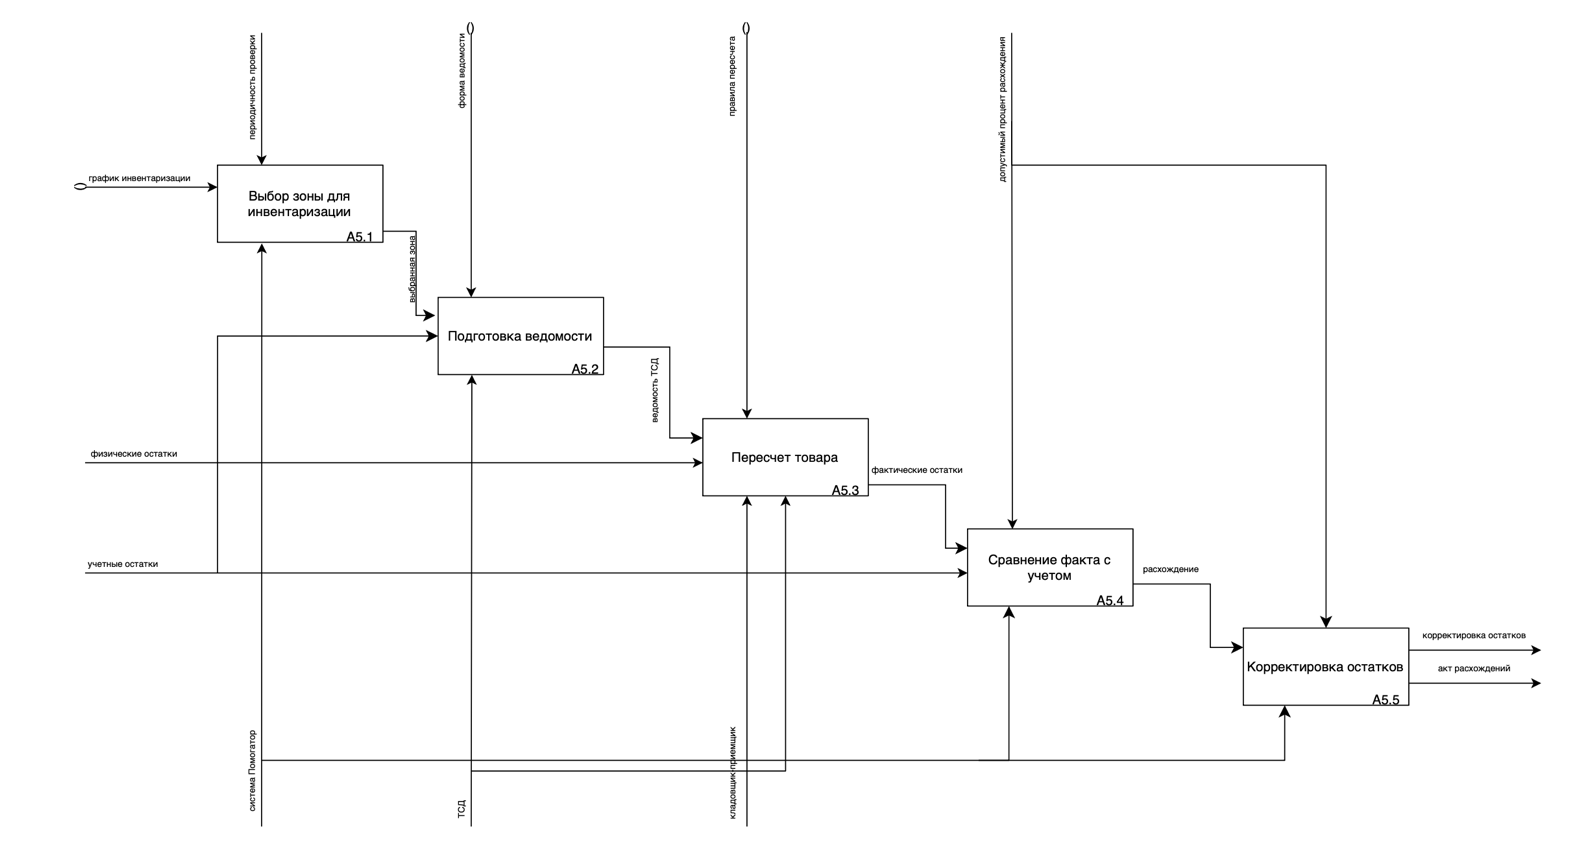 ()
()
периодичность проверки
форма ведомости
правила пересчета
допустимый процент расхождения
график инвентаризации
Выбор зоны для
инвентаризации
A5.1
выбранная зона
Подготовка ведомости
A5.2
ведомость ТСД
физические остатки
Пересчет товара
A5.3
фактические остатки
учетные остатки
Сравнение факта с
учетом
A5.4
расхождение
Корректировка остатков
A5.5
корректировка остатков
акт расхождений
система Помогатор
ТСД
кладовщик-приемщик